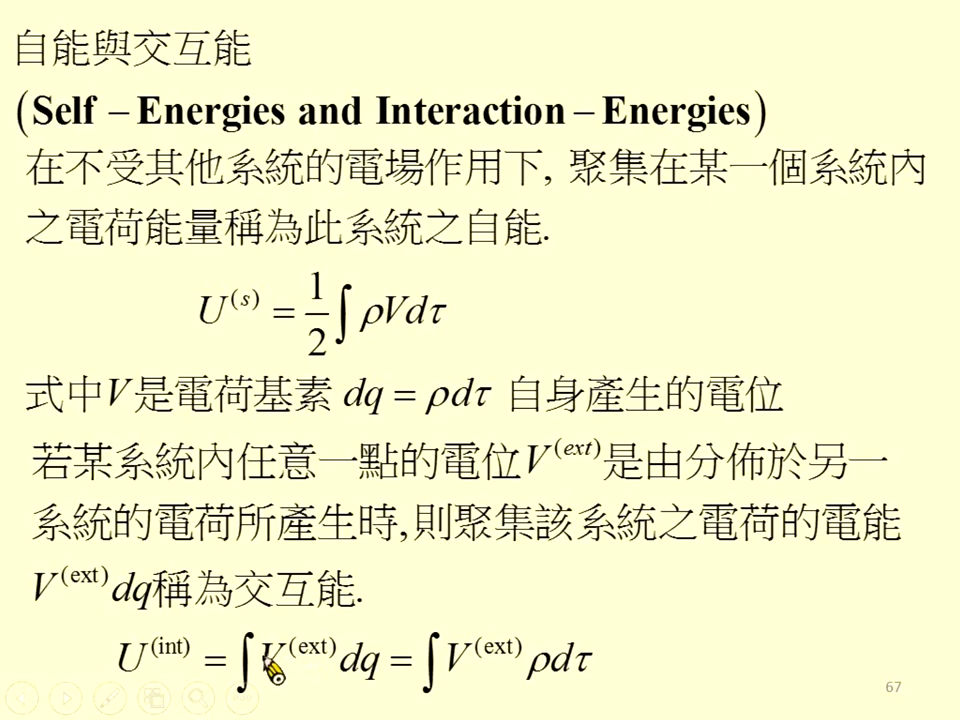 自能與交互能
(Self – Energies and Interaction – Energies)
在不受其他系統的電場作用下, 聚集在某一個系統內
之電荷能量稱為此系統之自能.
U^(s) = 1/2 ∫ ρVdτ
式中V是電荷基素 dq = ρdτ 自身產生的電位
若某系統內任意一點的電位V^(ext)是由分佈於另一
系統的電荷所產生時,則聚集該系統之電荷的電能
V^(ext)dq稱為交互能.
U^(int) = ∫V^(ext)dq = ∫V^(ext) ρdτ
67